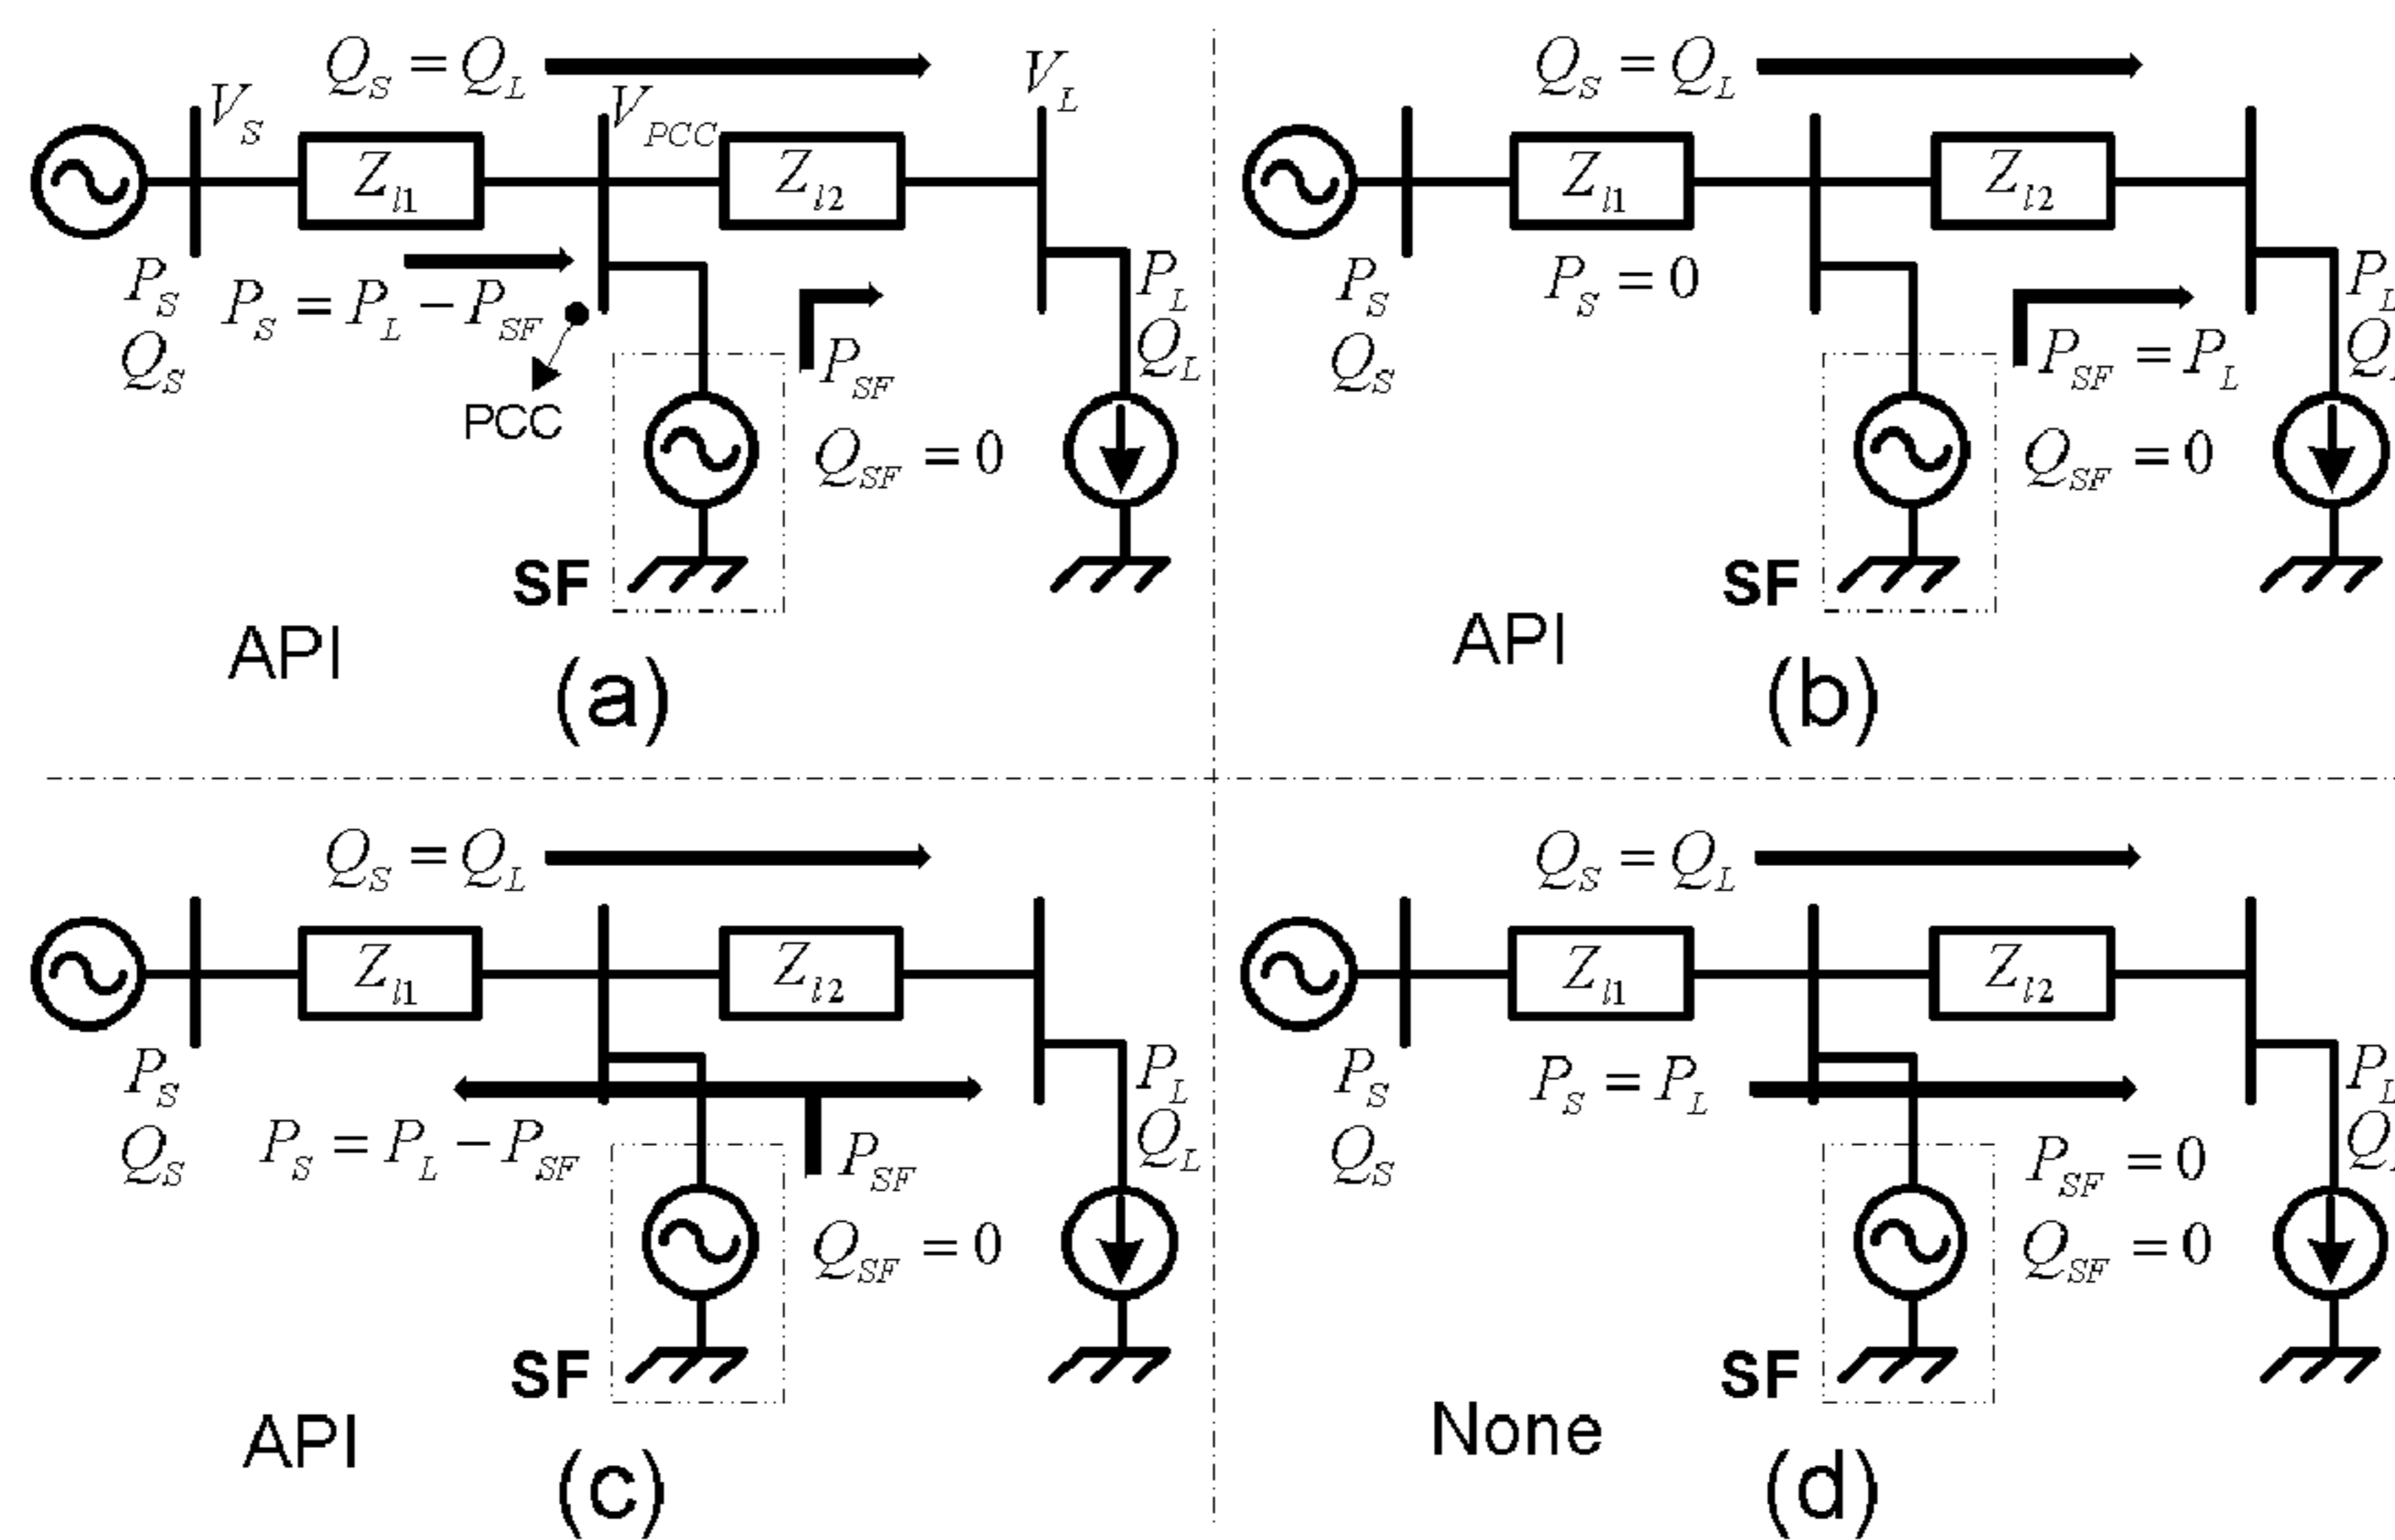 Q_S = Q_L
V_S
V_PCC
V_L
Z_l1
Z_l2
P_S
Q_S
P_S = P_L − P_SF
PCC
P_SF
Q_SF = 0
P_L
Q_L
SF
API
(a)
Q_S = Q_L
Z_l1
Z_l2
P_S
Q_S
P_S = 0
P_SF = P_L
Q_SF = 0
P_L
SF
API
(b)
Q_S = Q_L
Z_l1
Z_l2
P_S
Q_S
P_S = P_L − P_SF
P_SF
Q_SF = 0
P_L
Q_L
SF
API
(c)
Q_S = Q_L
Z_l1
Z_l2
P_S
Q_S
P_S = P_L
P_SF = 0
Q_SF = 0
P_L
SF
None
(d)